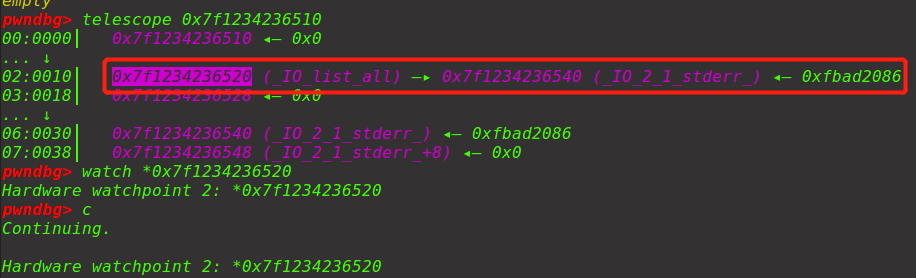 empty
pwndbg> telescope 0x7f1234236510
00:0000│ 0x7f1234236510 ◂— 0x0
... ↓
02:0010│ 0x7f1234236520 (_IO_list_all) —▸ 0x7f1234236540 (_IO_2_1_stderr_) ◂— 0xfbad2086
03:0018│ 0x7f1234236528 ◂— 0x0
... ↓
06:0030│ 0x7f1234236540 (_IO_2_1_stderr_) ◂— 0xfbad2086
07:0038│ 0x7f1234236548 (_IO_2_1_stderr_+8) ◂— 0x0
pwndbg> watch *0x7f1234236520
Hardware watchpoint 2: *0x7f1234236520
pwndbg> c
Continuing.
Hardware watchpoint 2: *0x7f1234236520